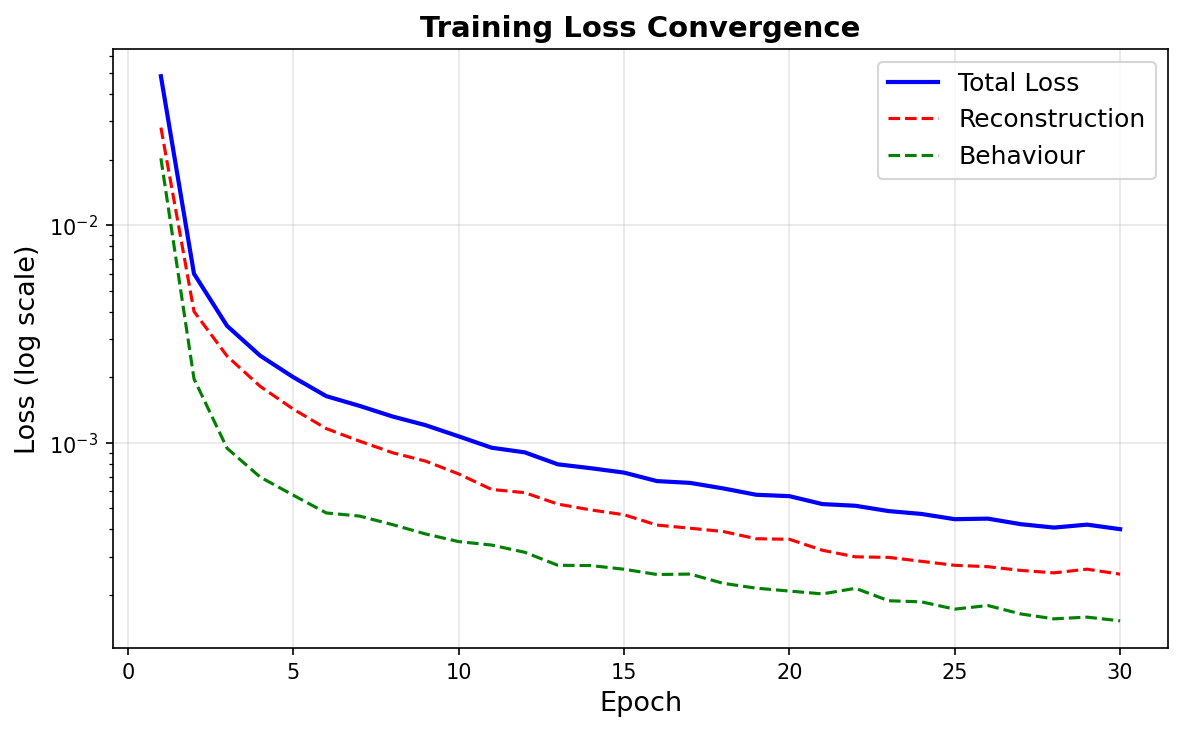 Training Loss Convergence
Total Loss
Reconstruction
Behaviour
Loss (log scale)
10⁻²
10⁻³
0 5 10 15 20 25 30
Epoch